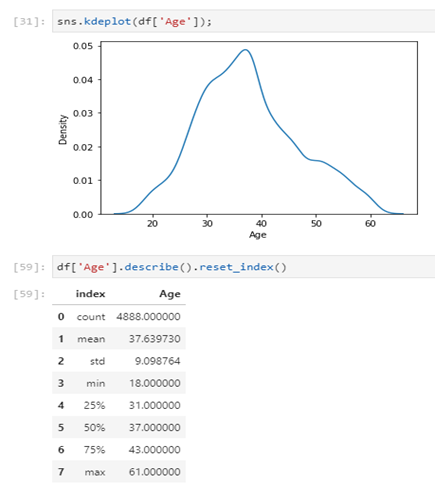 [31]: sns.kdeplot(df['Age']);
0.05
0.04
0.03
0.02
0.01
0.00
Density
20 30 40 50 60
Age
[59]: df['Age'].describe().reset_index()
[59]: index Age
0 count 4888.000000
1 mean 37.639730
2 std 9.098764
3 min 18.000000
4 25% 31.000000
5 50% 37.000000
6 75% 43.000000
7 max 61.000000